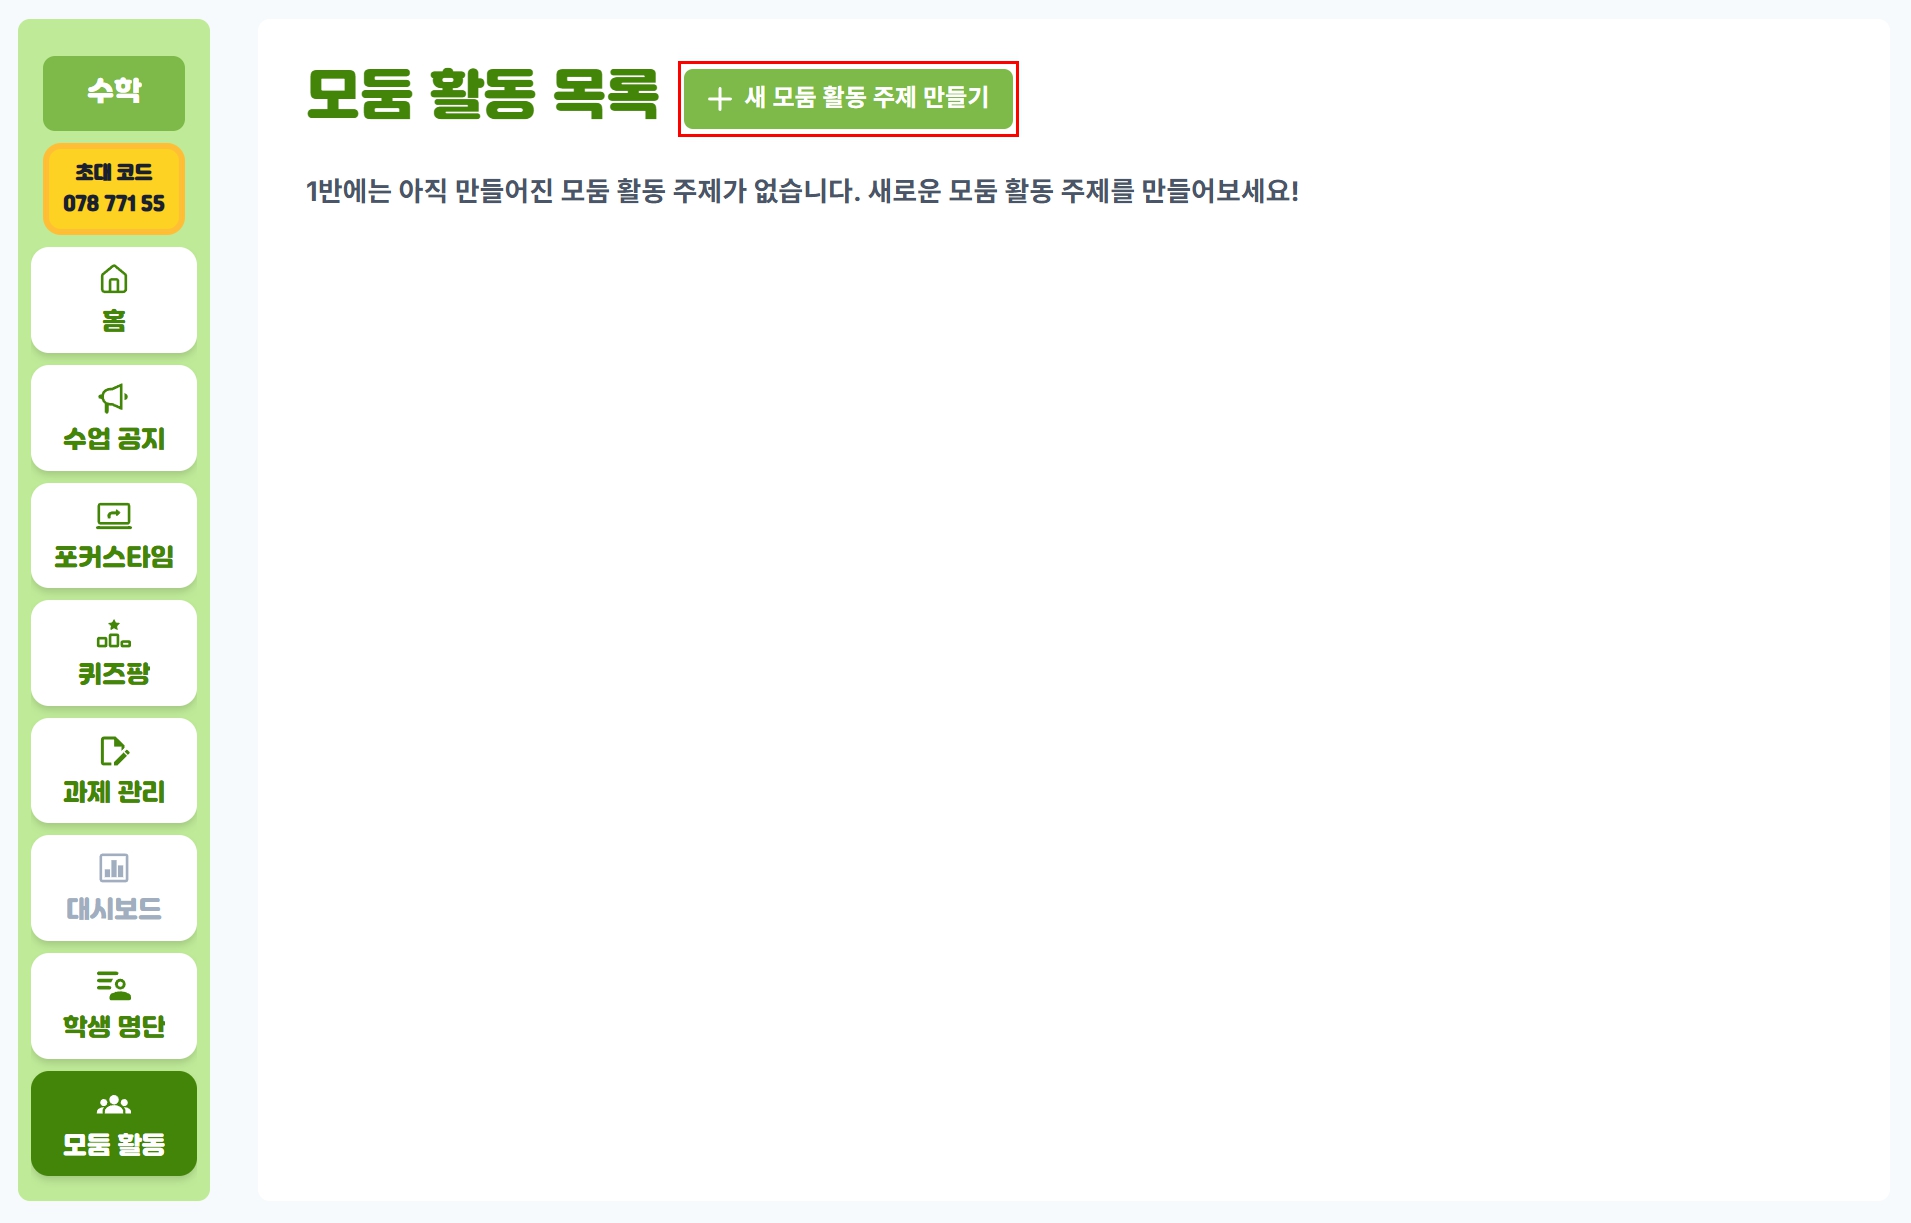 수학
초대 코드
078 771 55
홈
수업 공지
포커스타임
퀴즈팡
과제 관리
대시보드
학생 명단
모둠 활동
모둠 활동 목록
새 모둠 활동 주제 만들기
1반에는 아직 만들어진 모둠 활동 주제가 없습니다. 새로운 모둠 활동 주제를 만들어보세요!